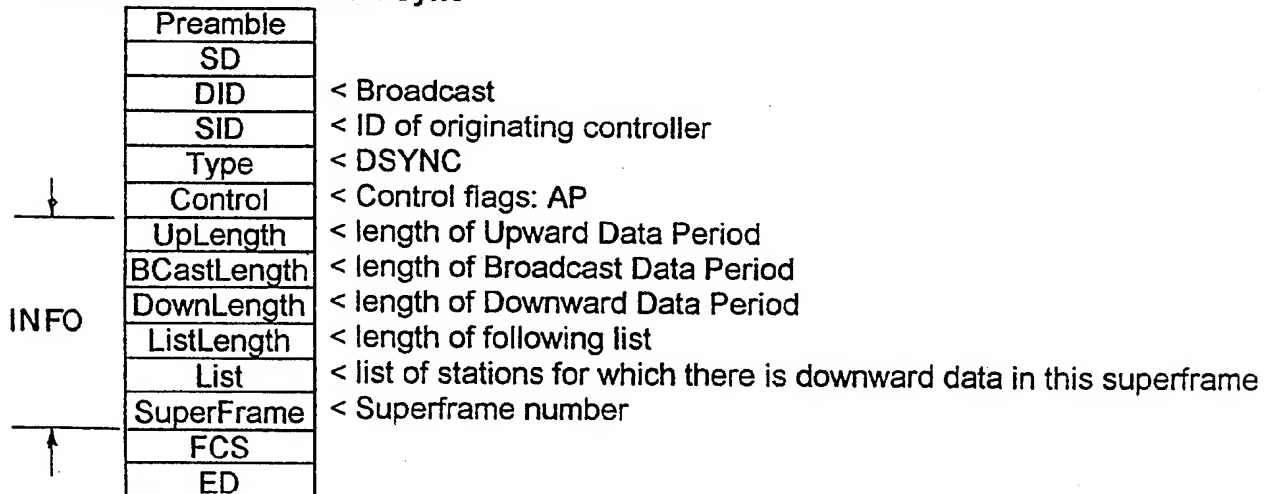 Preamble
SD
DID < Broadcast
SID < ID of originating controller
Type < DSYNC
Control < Control flags: AP
UpLength < length of Upward Data Period
BCastLength < length of Broadcast Data Period
DownLength < length of Downward Data Period
INFO
ListLength < length of following list
List < list of stations for which there is downward data in this superframe
SuperFrame < Superframe number
FCS
ED